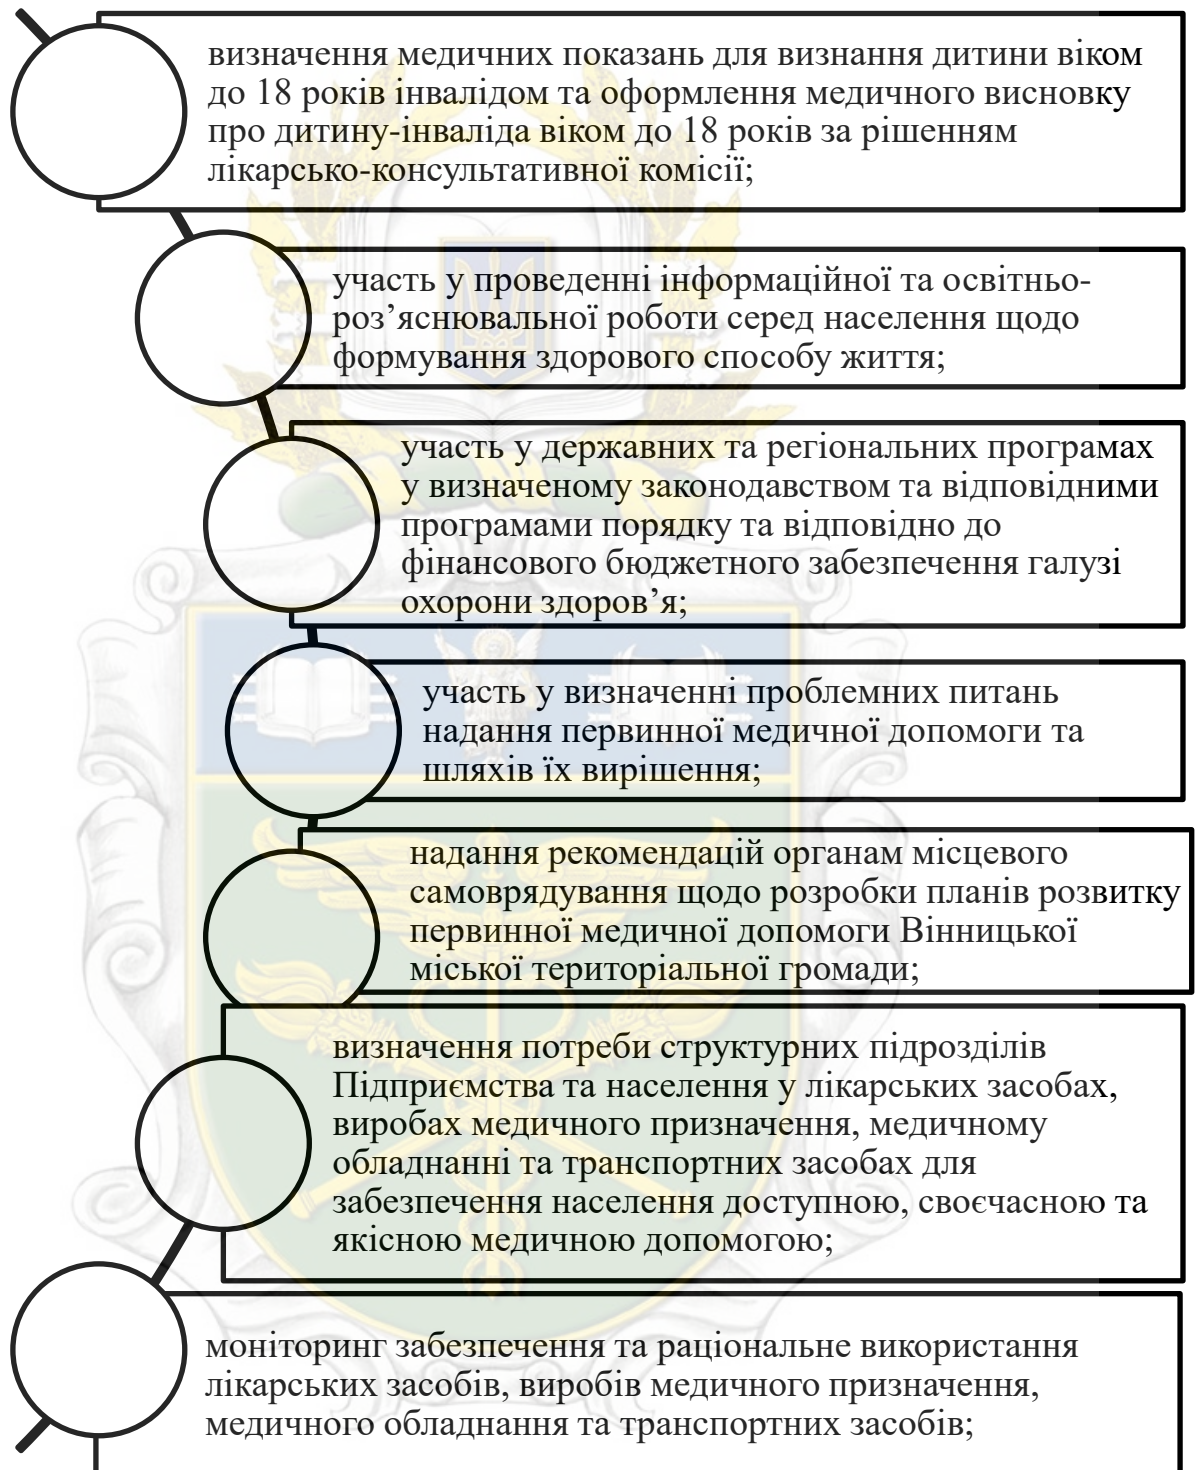 визначення медичних показань для визнання дитини віком
до 18 років інвалідом та оформлення медичного висновку
про дитину-інваліда віком до 18 років за рішенням
лікарсько-консультативної комісії;
участь у проведенні інформаційної та освітньо-
роз’яснювальної роботи серед населення щодо
формування здорового способу життя;
участь у державних та регіональних програмах
у визначеному законодавством та відповідними
програмами порядку та відповідно до
фінансового бюджетного забезпечення галузі
охорони здоров’я;
участь у визначенні проблемних питань
надання первинної медичної допомоги та
шляхів їх вирішення;
надання рекомендацій органам місцевого
самоврядування щодо розробки планів розвитку
первинної медичної допомоги Вінницької
міської територіальної громади;
визначення потреби структурних підрозділів
Підприємства та населення у лікарських засобах,
виробах медичного призначення, медичному
обладнанні та транспортних засобах для
забезпечення населення доступною, своєчасною та
якісною медичною допомогою;
моніторинг забезпечення та раціональне використання
лікарських засобів, виробів медичного призначення,
медичного обладнання та транспортних засобів;